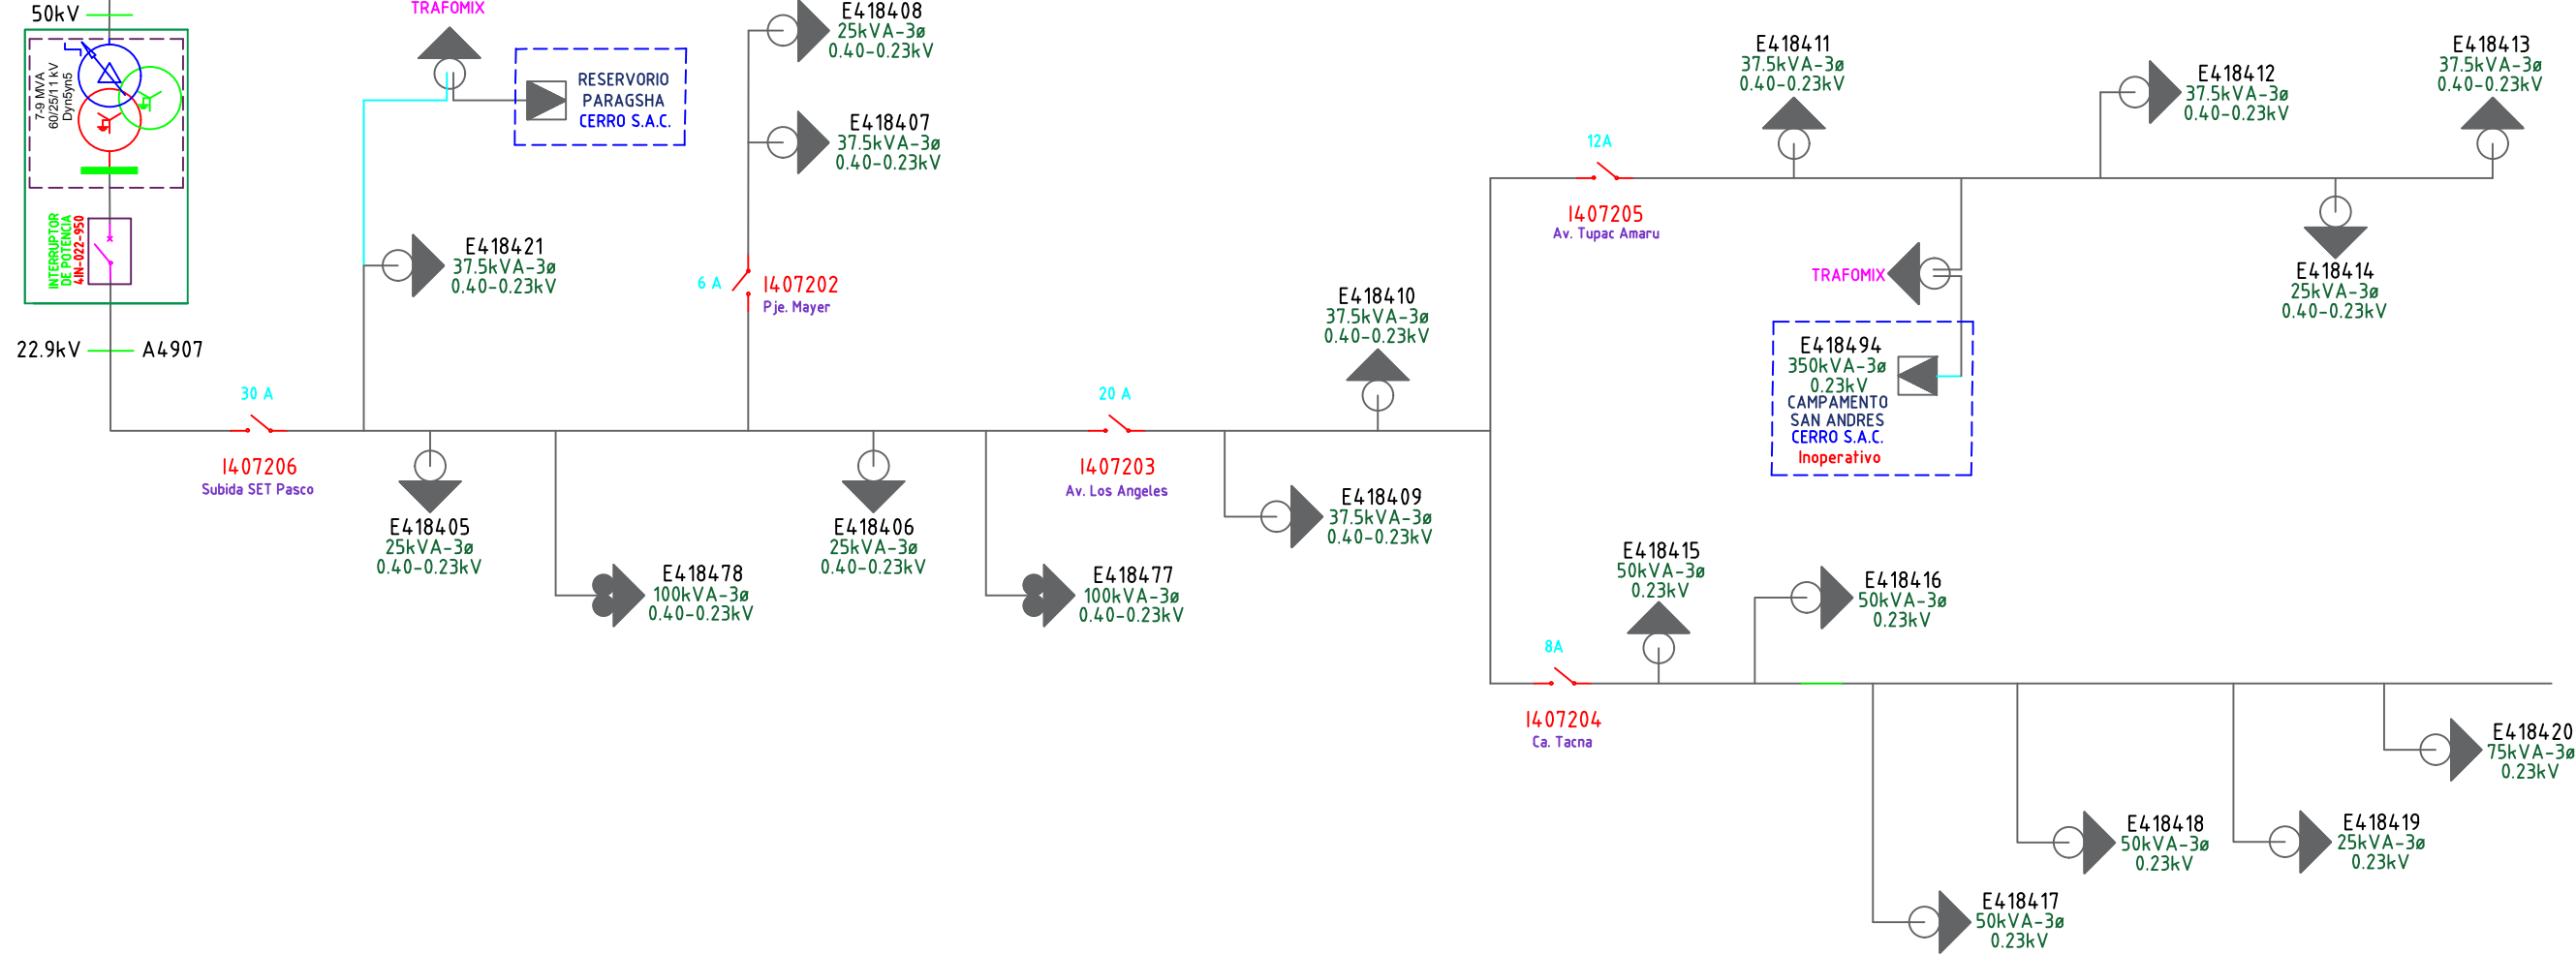 50kV
7-9 MVA
60/25/11 kV
Dyn5yn5
INTERRUPTOR
DE POTENCIA
4IN-022-950
22.9kV
A4907
30 A
I407206
Subida SET Pasco
TRAFOMIX
RESERVORIO
PARAGSHA
CERRO S.A.C.
E418421
37.5kVA-3ø
0.40-0.23kV
E418405
25kVA-3ø
0.40-0.23kV
E418478
100kVA-3ø
0.40-0.23kV
E418408
25kVA-3ø
0.40-0.23kV
E418407
37.5kVA-3ø
0.40-0.23kV
6 A
I407202
Pje. Mayer
E418406
25kVA-3ø
0.40-0.23kV
E418477
100kVA-3ø
0.40-0.23kV
20 A
I407203
Av. Los Angeles
E418410
37.5kVA-3ø
0.40-0.23kV
E418409
37.5kVA-3ø
0.40-0.23kV
12A
I407205
Av. Tupac Amaru
E418411
37.5kVA-3ø
0.40-0.23kV
E418412
37.5kVA-3ø
0.40-0.23kV
E418413
37.5kVA-3ø
0.40-0.23kV
E418414
25kVA-3ø
0.40-0.23kV
TRAFOMIX
E418494
350kVA-3ø
0.23kV
CAMPAMENTO
SAN ANDRES
CERRO S.A.C.
Inoperativo
8A
I407204
Ca. Tacna
E418415
50kVA-3ø
0.23kV
E418416
50kVA-3ø
0.23kV
E418417
50kVA-3ø
0.23kV
E418418
50kVA-3ø
0.23kV
E418419
25kVA-3ø
0.23kV
E418420
75kVA-3ø
0.23kV